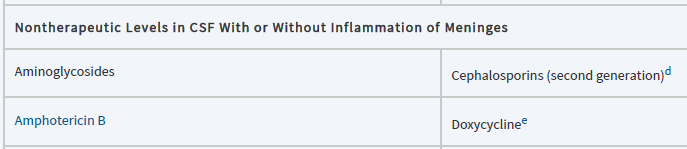 Nontherapeutic Levels in CSF With or Without Inflammation of Meninges
Aminoglycosides
Cephalosporins (second generation)d
Amphotericin B
Doxycyclinee